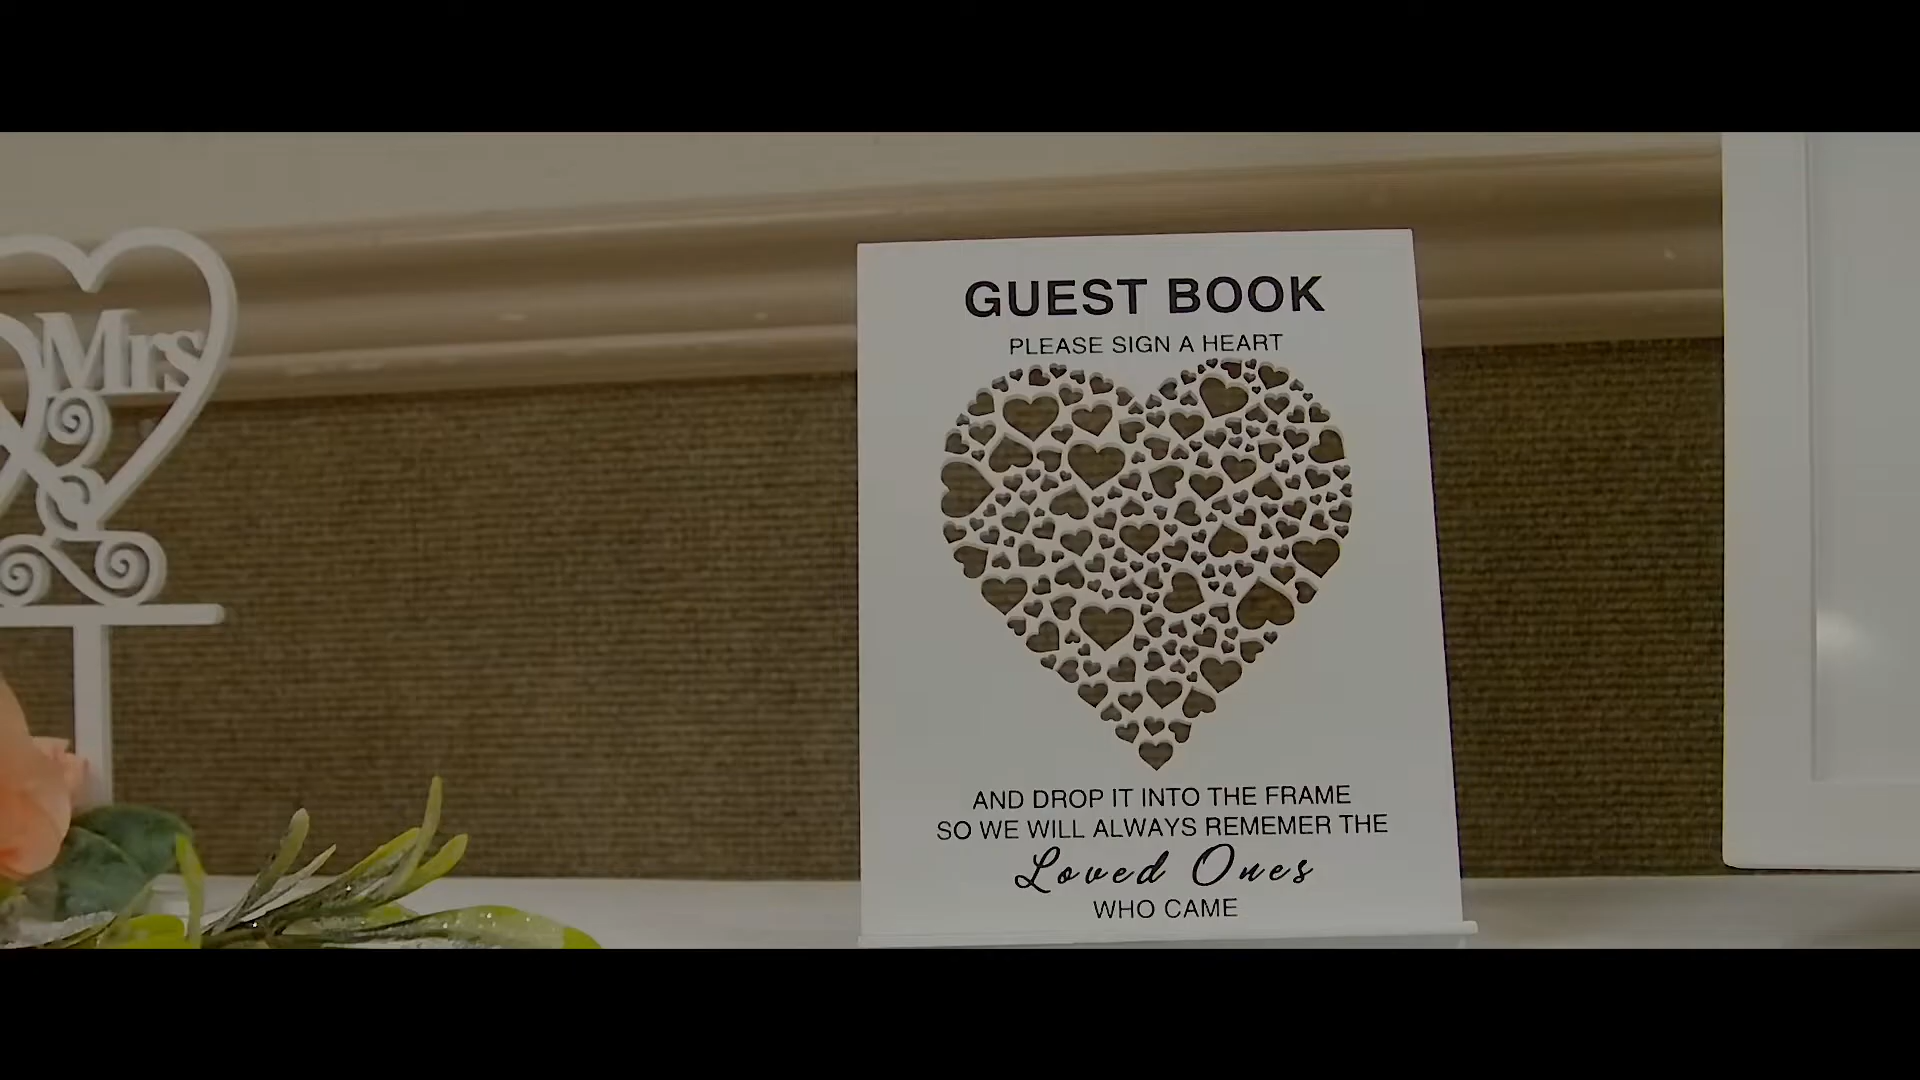 Mrs
GUEST BOOK
PLEASE SIGN A HEART
AND DROP IT INTO THE FRAME
SO WE WILL ALWAYS REMEMER THE
Loved Ones
WHO CAME